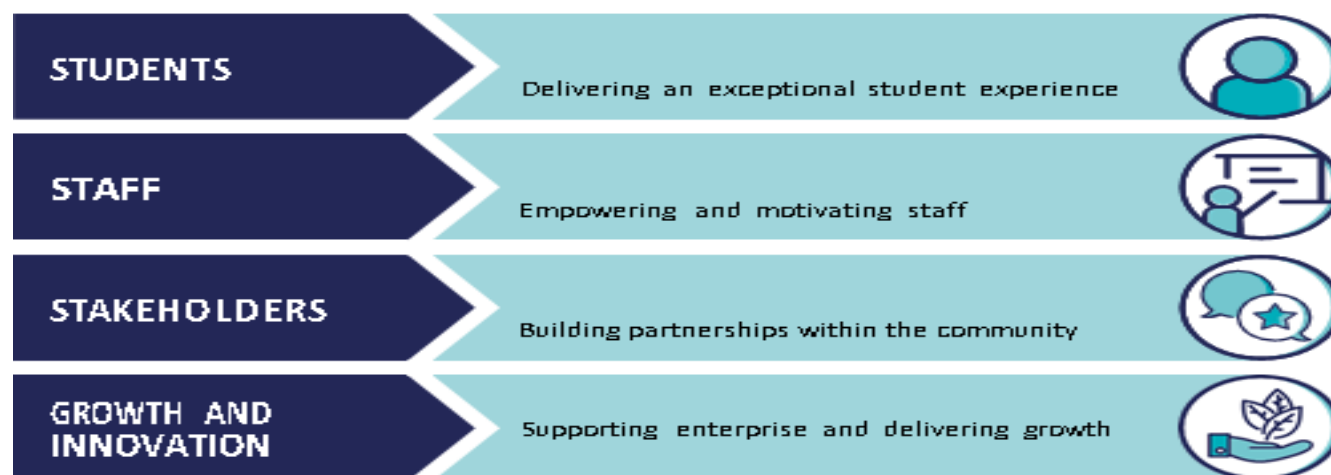 STUDENTS
Delivering an exceptional student experience
STAFF
Empowering and motivating staff
STAKEHOLDERS
Building partnerships within the community
GROWTH AND
INNOVATION
Supporting enterprise and delivering growth